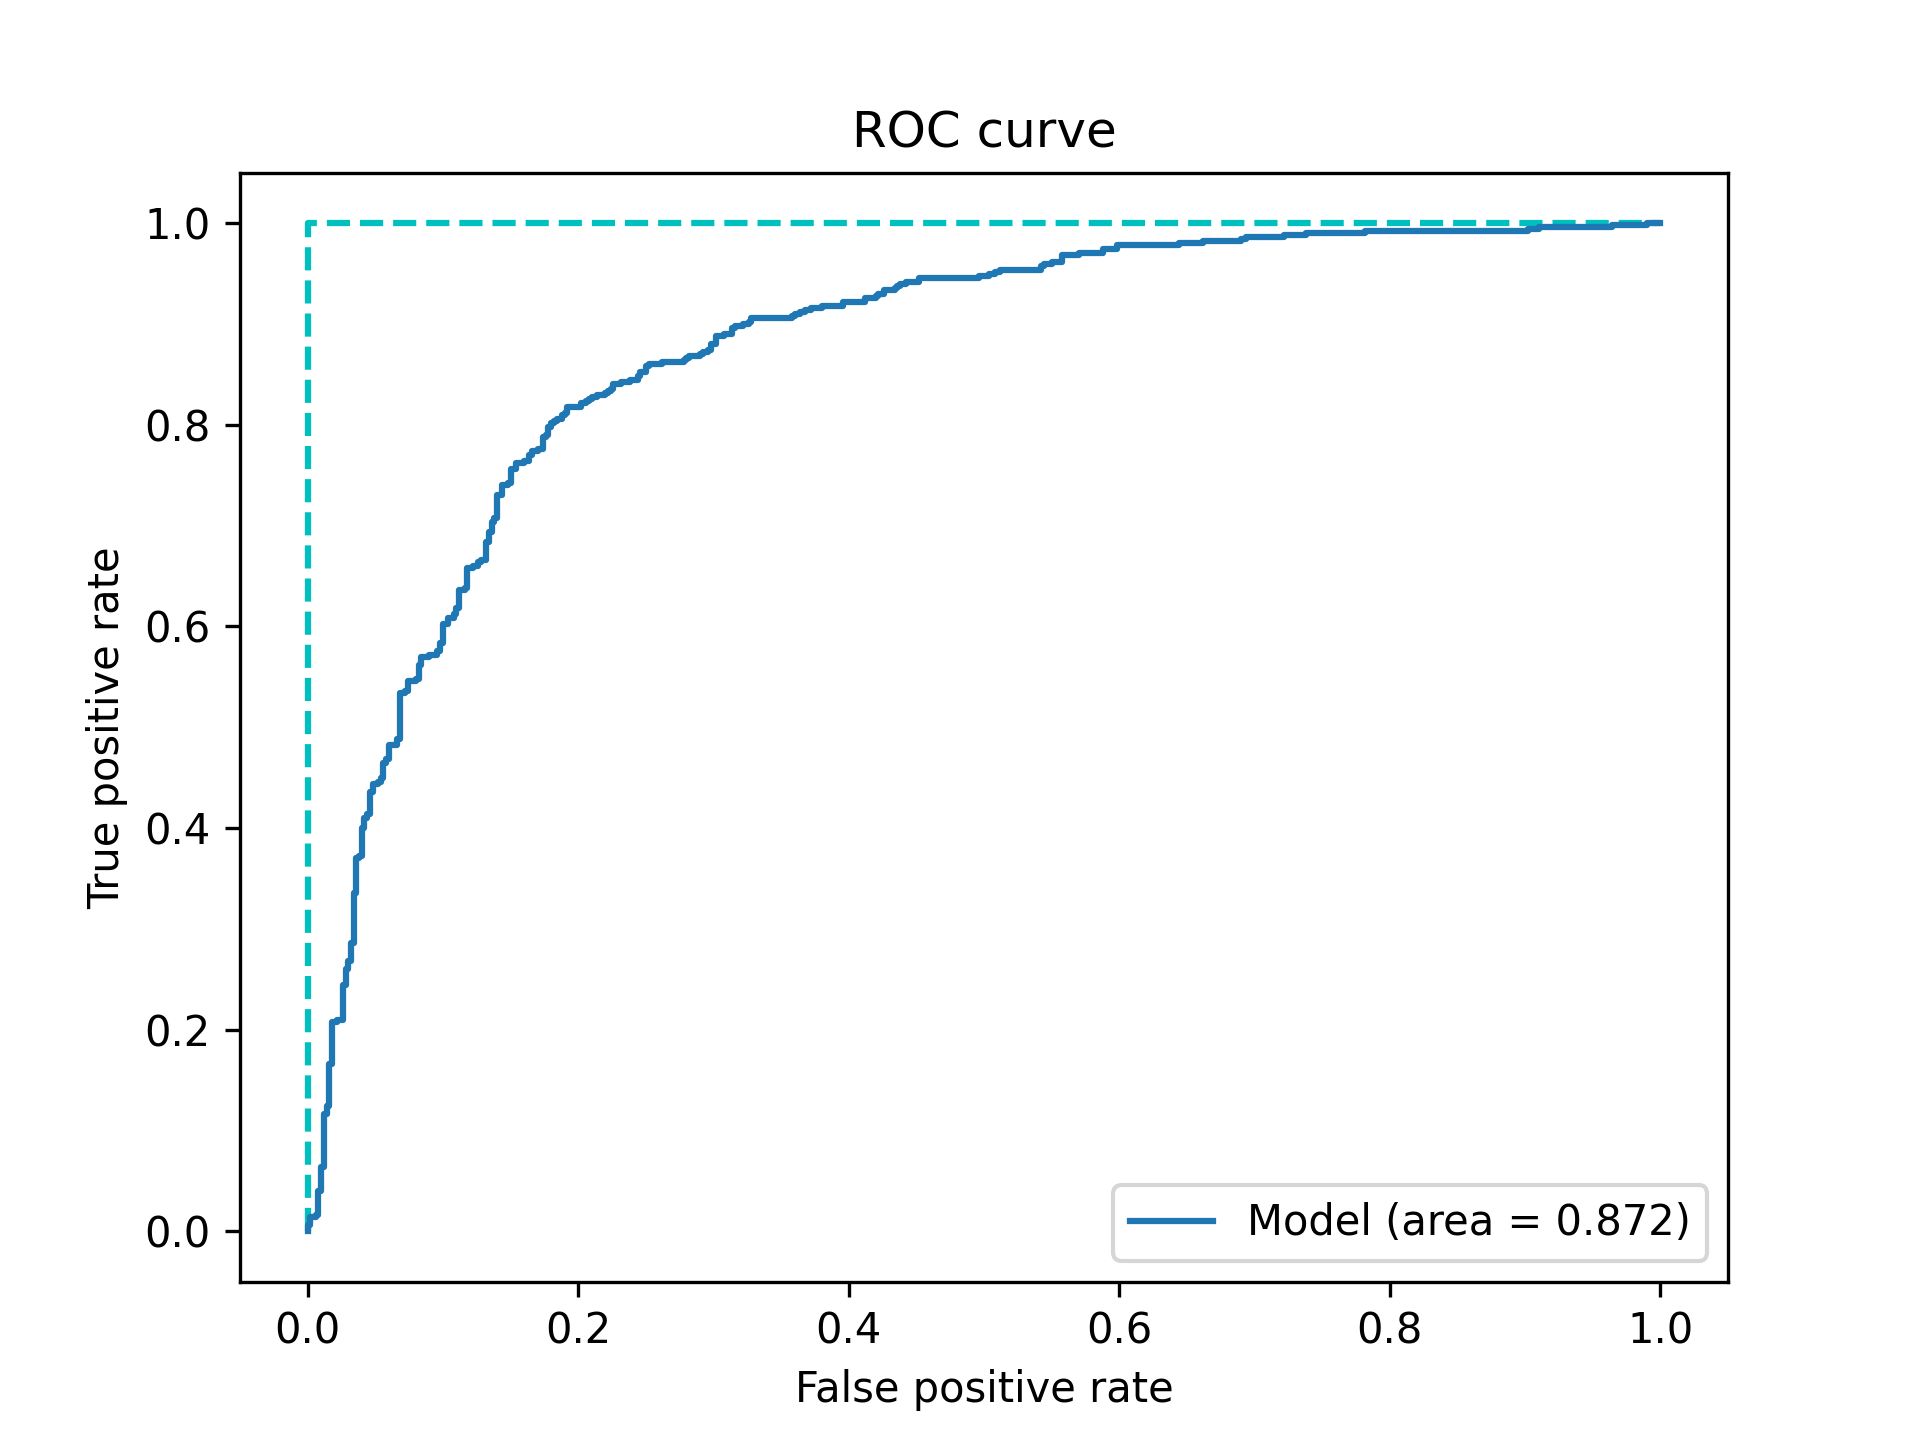 ROC curve
1.0
0.8
0.6
0.4
0.2
0.0
True positive rate
Model (area = 0.872)
0.0 0.2 0.4 0.6 0.8 1.0
False positive rate